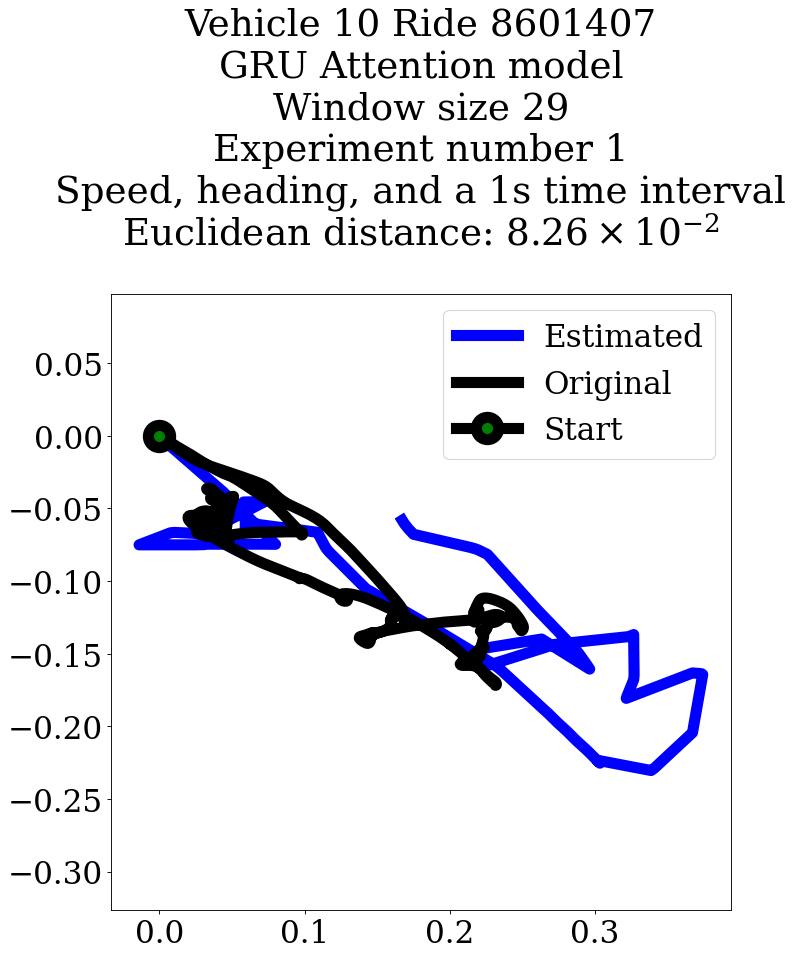 Vehicle 10 Ride 8601407
GRU Attention model
Window size 29
Experiment number 1
Speed, heading, and a 1s time interval
Euclidean distance: 8.26 × 10⁻²
Estimated
Original
Start
0.05
0.00
−0.05
−0.10
−0.15
−0.20
−0.25
−0.30
0.0 0.1 0.2 0.3